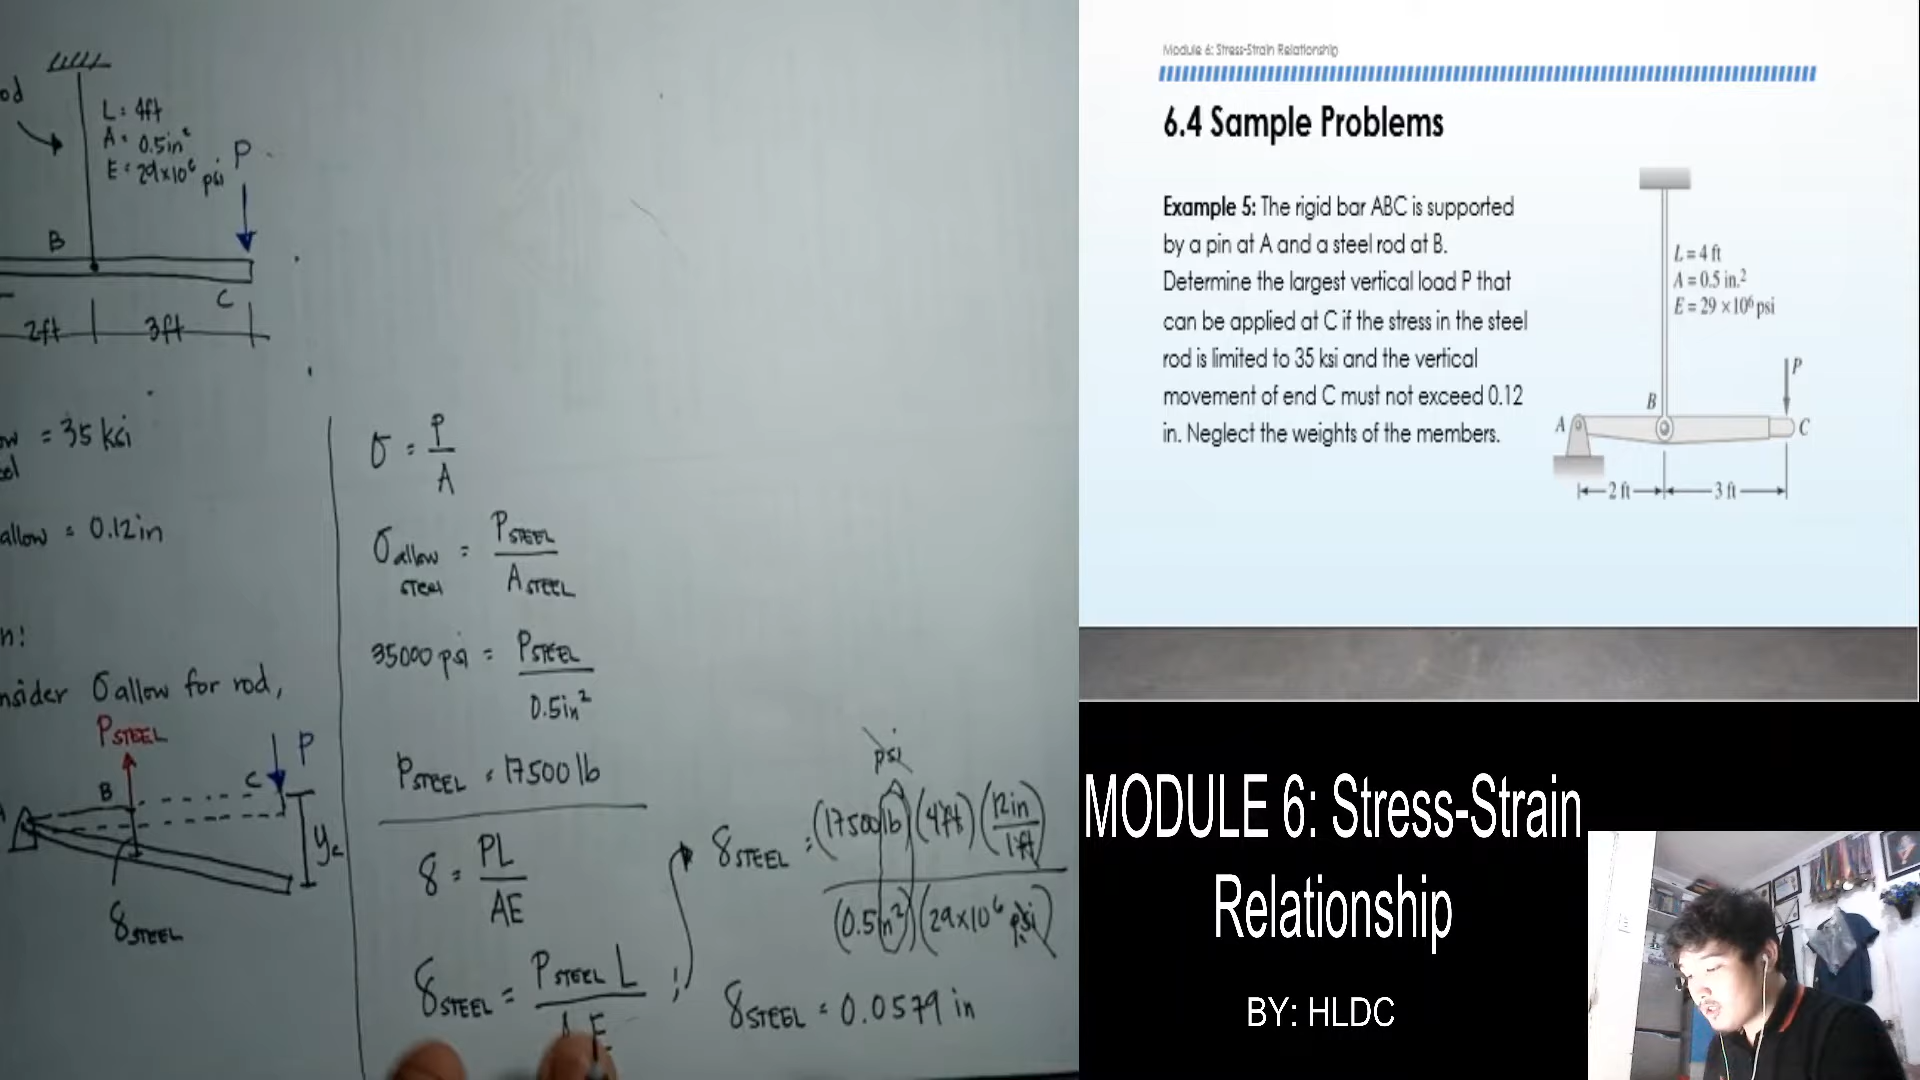 od
L = 4ft
A = 0.5in²
E = 29×10⁶ psi
P
B
C
2ft
3ft
ow = 35 ksi
allow = 0.12in
n:
nsider σ allow for rod,
PSTEEL
P
B
C
yc
δSTEEL
σ = P / A
σallow STEEL = PSTEEL / ASTEEL
35000 psi = PSTEEL / 0.5in²
PSTEEL = 17500 lb
δ = PL / AE
δSTEEL = PSTEEL L / A E
psi
δSTEEL = (17500 lb)(4ft)(12in / 1ft) / (0.5in²)(29×10⁶ psi)
δSTEEL = 0.0579 in
Module 6: Stress-Strain Relationship
6.4 Sample Problems
Example 5: The rigid bar ABC is supported
by a pin at A and a steel rod at B.
Determine the largest vertical load P that
can be applied at C if the stress in the steel
rod is limited to 35 ksi and the vertical
movement of end C must not exceed 0.12
in. Neglect the weights of the members.
L = 4 ft
A = 0.5 in.²
E = 29 ×10⁶ psi
P
B
A
C
2 ft
3 ft
MODULE 6: Stress-Strain
Relationship
BY: HLDC